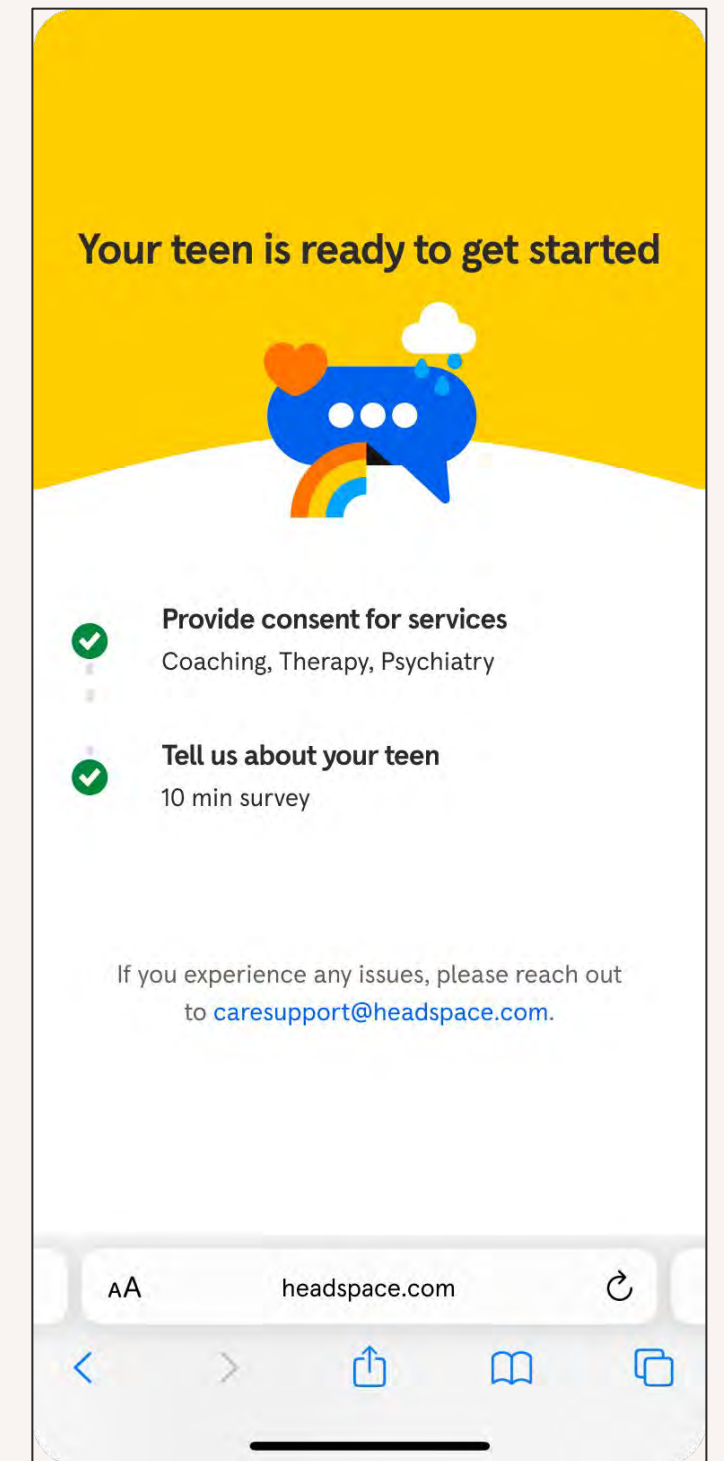 Your teen is ready to get started
Provide consent for services
Coaching, Therapy, Psychiatry
Tell us about your teen
10 min survey
If you experience any issues, please reach out
to caresupport@headspace.com.
AA headspace.com